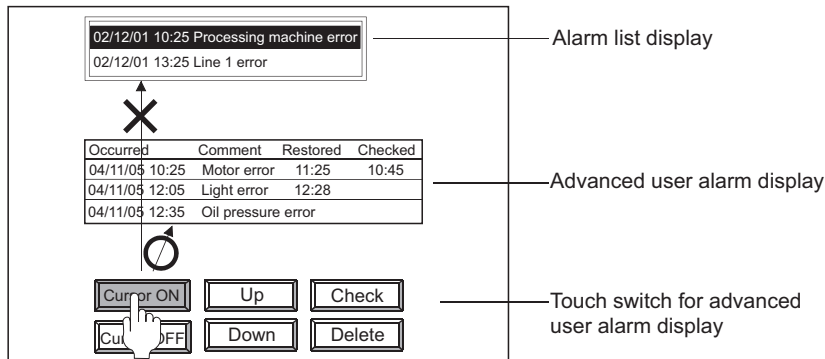 02/12/01 10:25 Processing machine error
02/12/01 13:25 Line 1 error
Alarm list display
Occurred Comment Restored Checked
04/11/05 10:25 Motor error 11:25 10:45
04/11/05 12:05 Light error 12:28
04/11/05 12:35 Oil pressure error
Advanced user alarm display
Cursor ON Up Check
OFF Down Delete
Touch switch for advanced
user alarm display